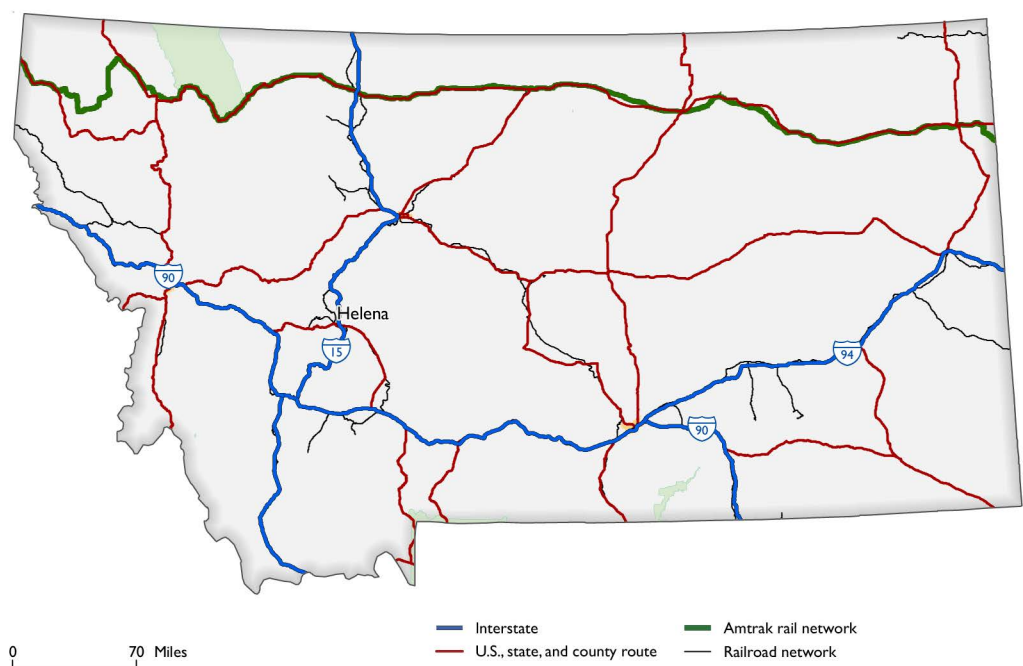 90
Helena
15
94
90
Interstate
Amtrak rail network
0 70 Miles
U.S., state, and county route
Railroad network